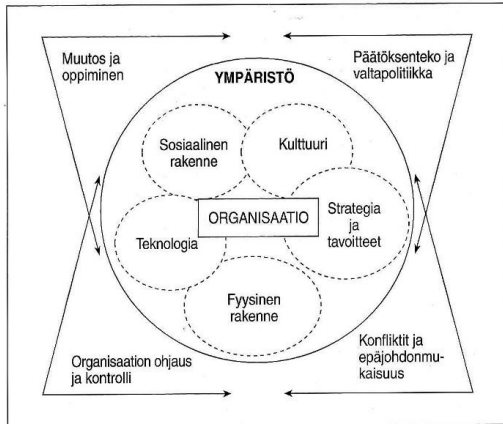 Muutos ja
oppiminen
Päätöksenteko ja
valtapolitiikka
YMPÄRISTÖ
Sosiaalinen
rakenne
Kulttuuri
ORGANISAATIO
Strategia
ja
tavoitteet
Teknologia
Fyysinen
rakenne
Organisaation ohjaus
ja kontrolli
Konfliktit ja
epäjohdonmu-
kaisuus